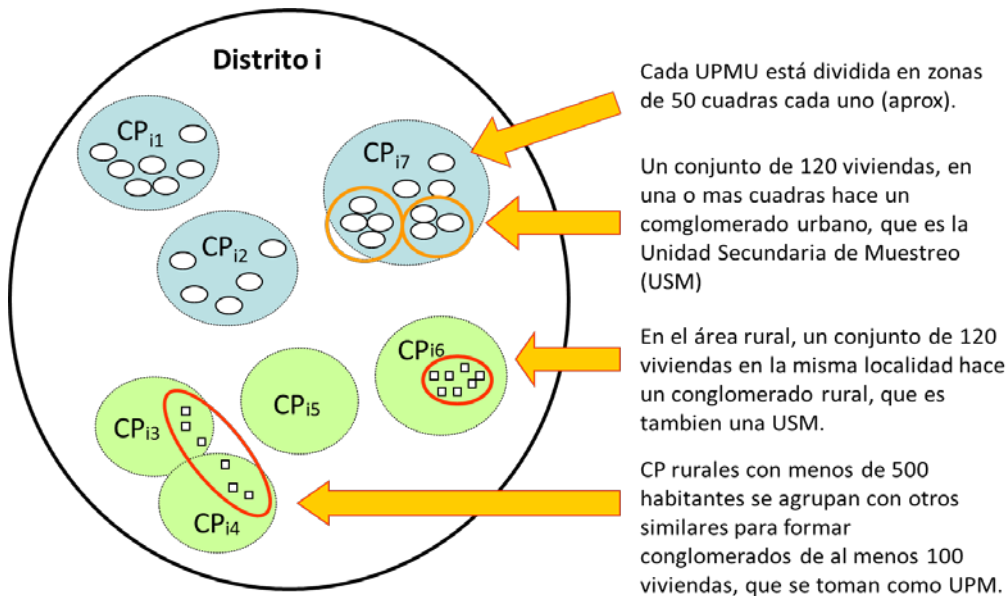 Distrito i
CPi1
CPi7
CPi2
CPi6
CPi5
CPi3
CPi4
Cada UPMU está dividida en zonas
de 50 cuadras cada uno (aprox).
Un conjunto de 120 viviendas, en
una o mas cuadras hace un
comglomerado urbano, que es la
Unidad Secundaria de Muestreo
(USM)
En el área rural, un conjunto de 120
viviendas en la misma localidad hace
un conglomerado rural, que es
tambien una USM.
CP rurales con menos de 500
habitantes se agrupan con otros
similares para formar
conglomerados de al menos 100
viviendas, que se toman como UPM.